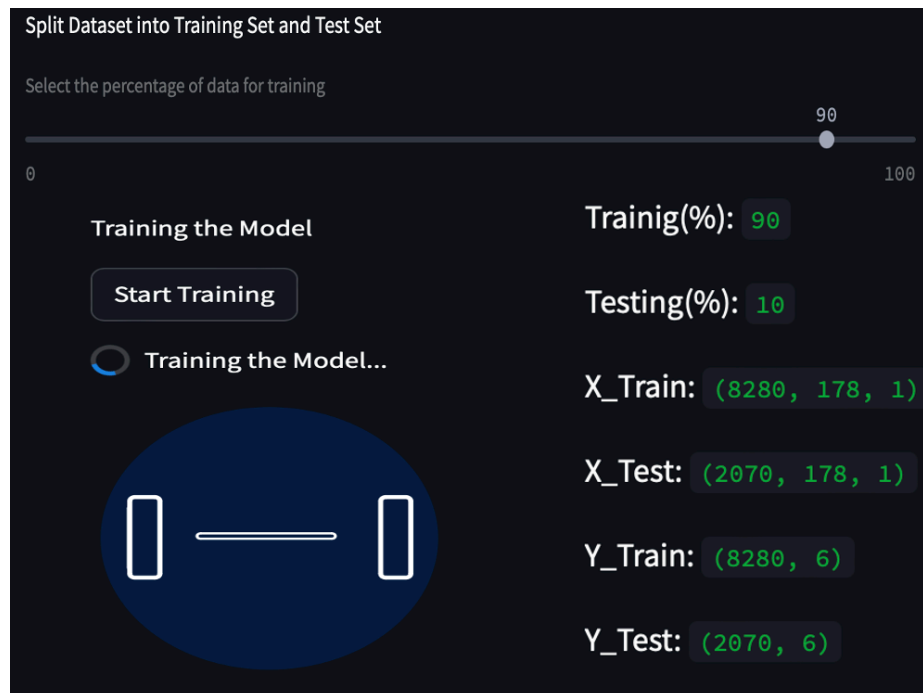 Split Dataset into Training Set and Test Set
Select the percentage of data for training
90
0
100
Training the Model
Start Training
Training the Model...
Trainig(%): 90
Testing(%): 10
X_Train: (8280, 178, 1)
X_Test: (2070, 178, 1)
Y_Train: (8280, 6)
Y_Test: (2070, 6)